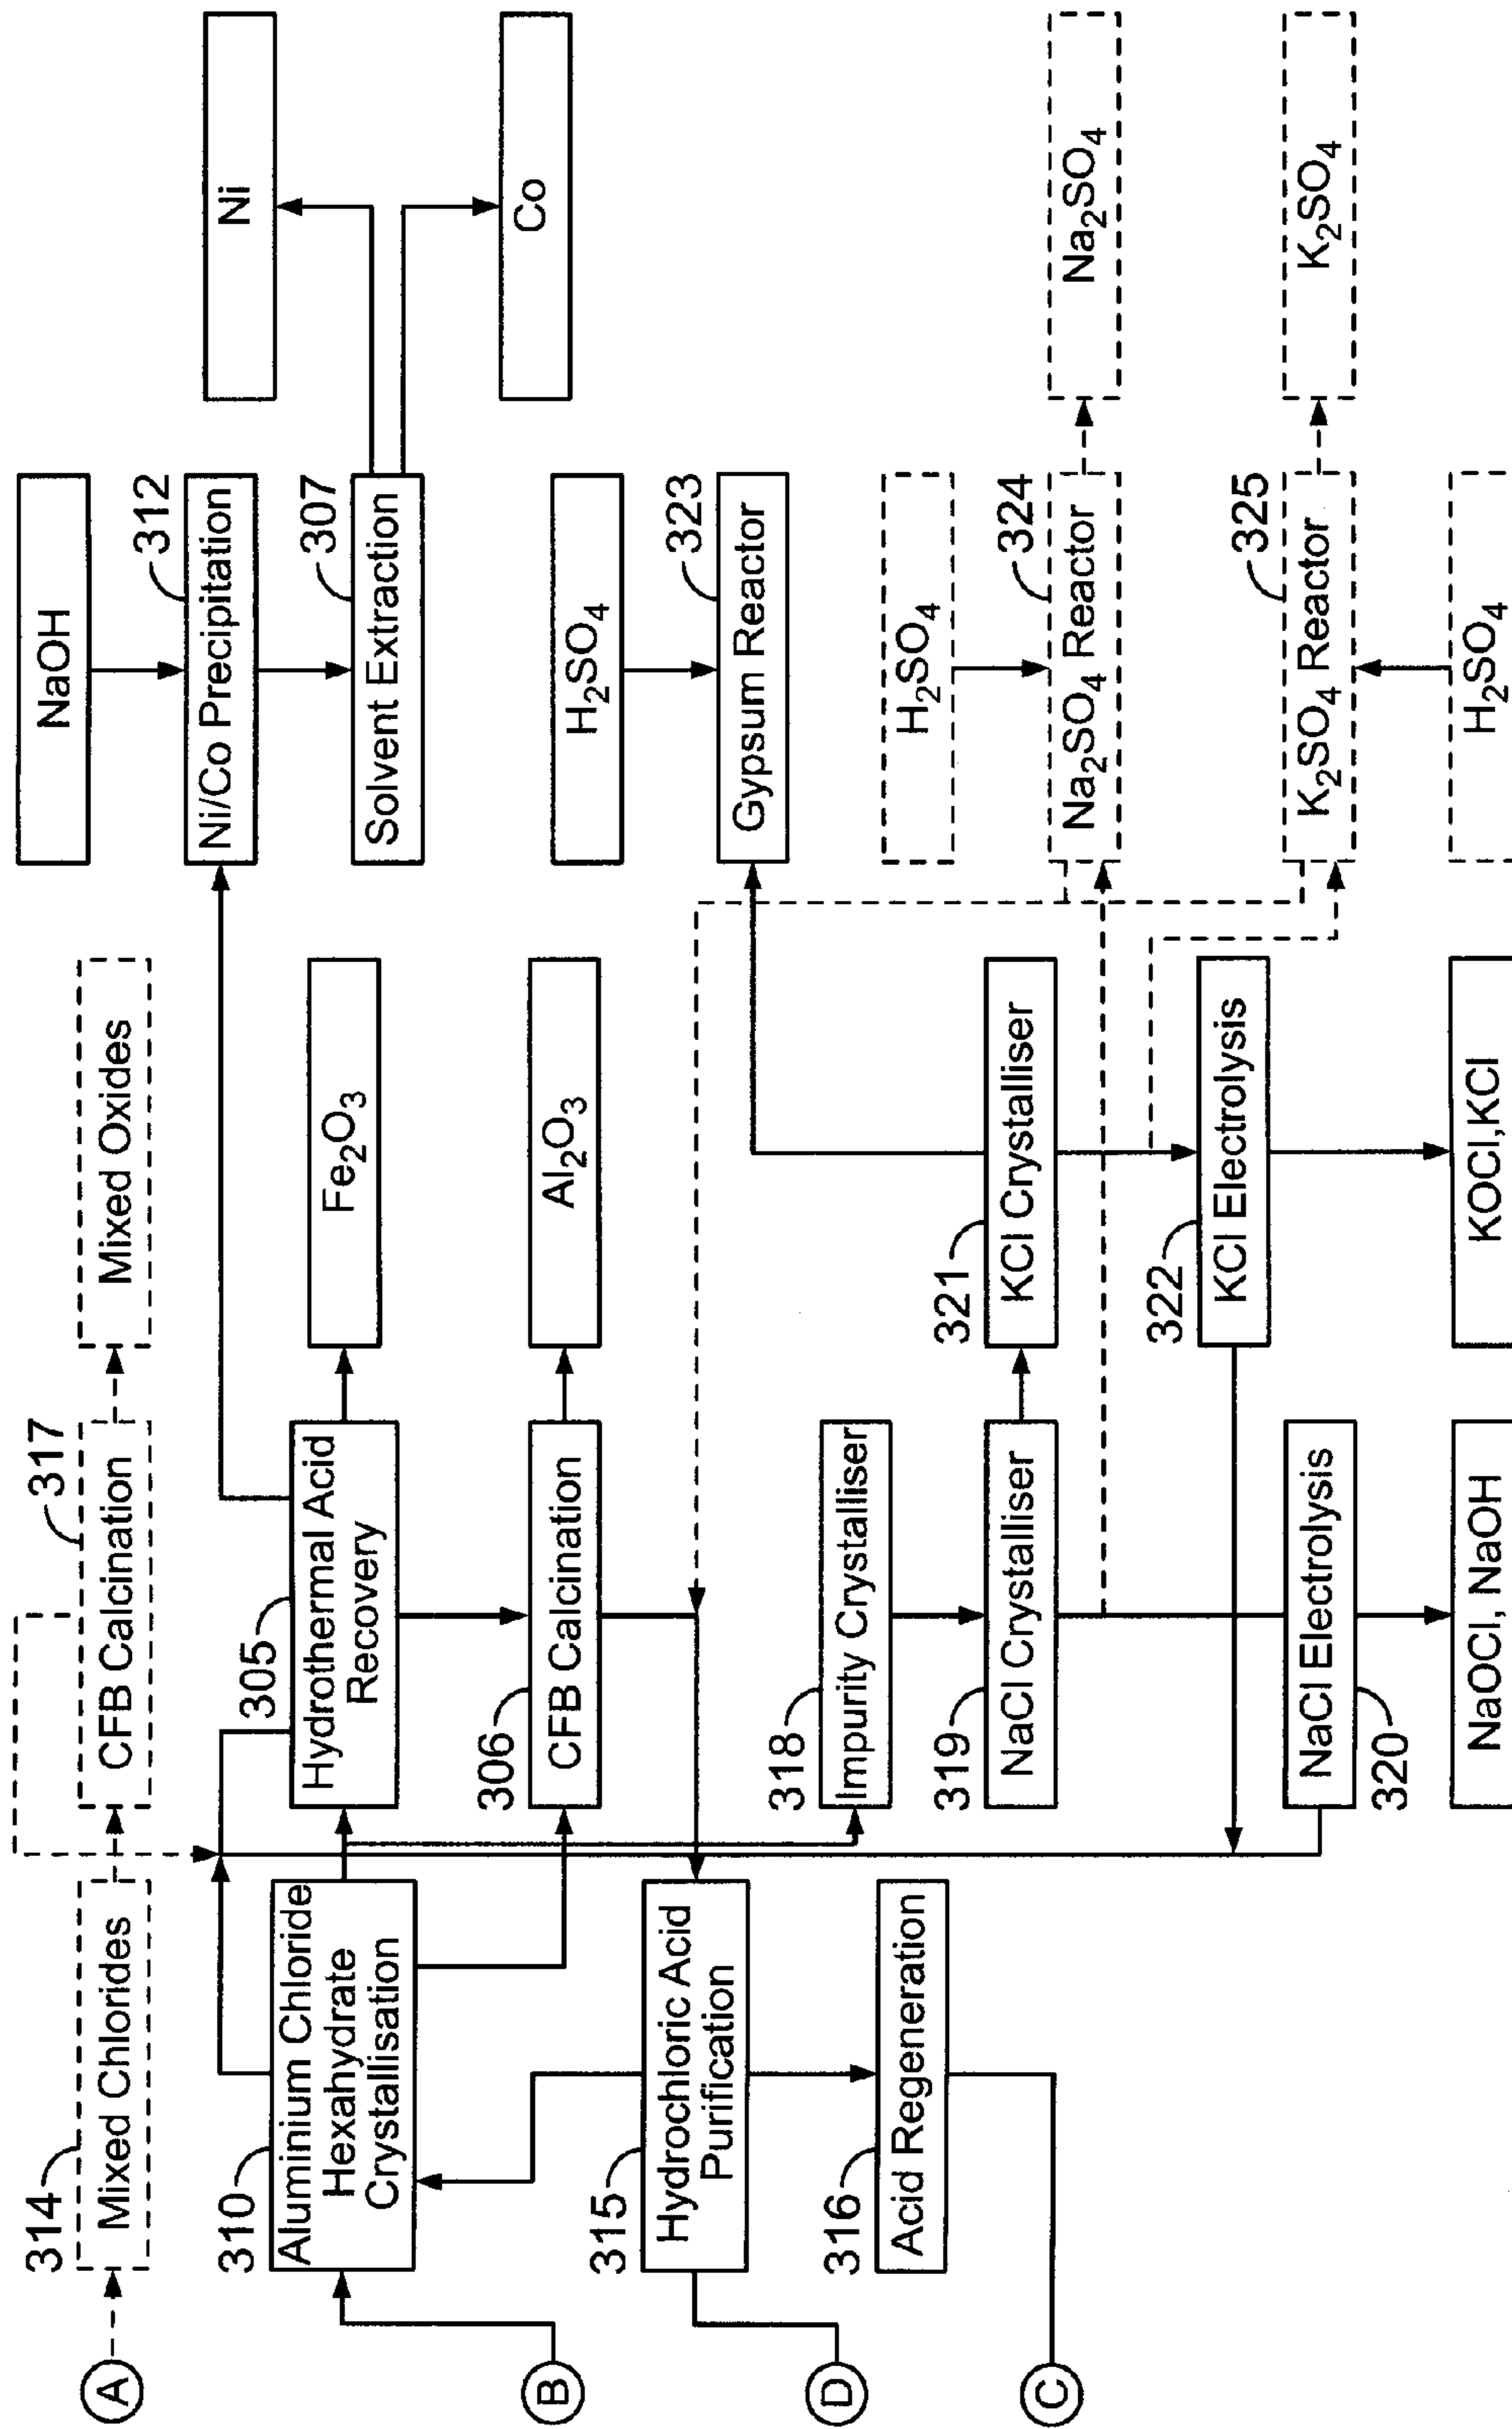 A
314
Mixed Chlorides
317
CFB Calcination
Mixed Oxides
NaOH
312
Ni/Co Precipitation
Ni
310
Aluminium Chloride
Hexahydrate
Crystallisation
305
Hydrothermal Acid
Recovery
Fe2O3
307
Solvent Extraction
Co
B
306
CFB Calcination
Al2O3
H2SO4
315
Hydrochloric Acid
Purification
323
Gypsum Reactor
D
318
Impurity Crystalliser
316
Acid Regeneration
H2SO4
C
319
NaCl Crystalliser
321
KCl Crystalliser
324
Na2SO4 Reactor
Na2SO4
322
KCl Electrolysis
325
K2SO4 Reactor
K2SO4
320
NaCl Electrolysis
NaOCl, NaOH
KOCl,KCl
H2SO4